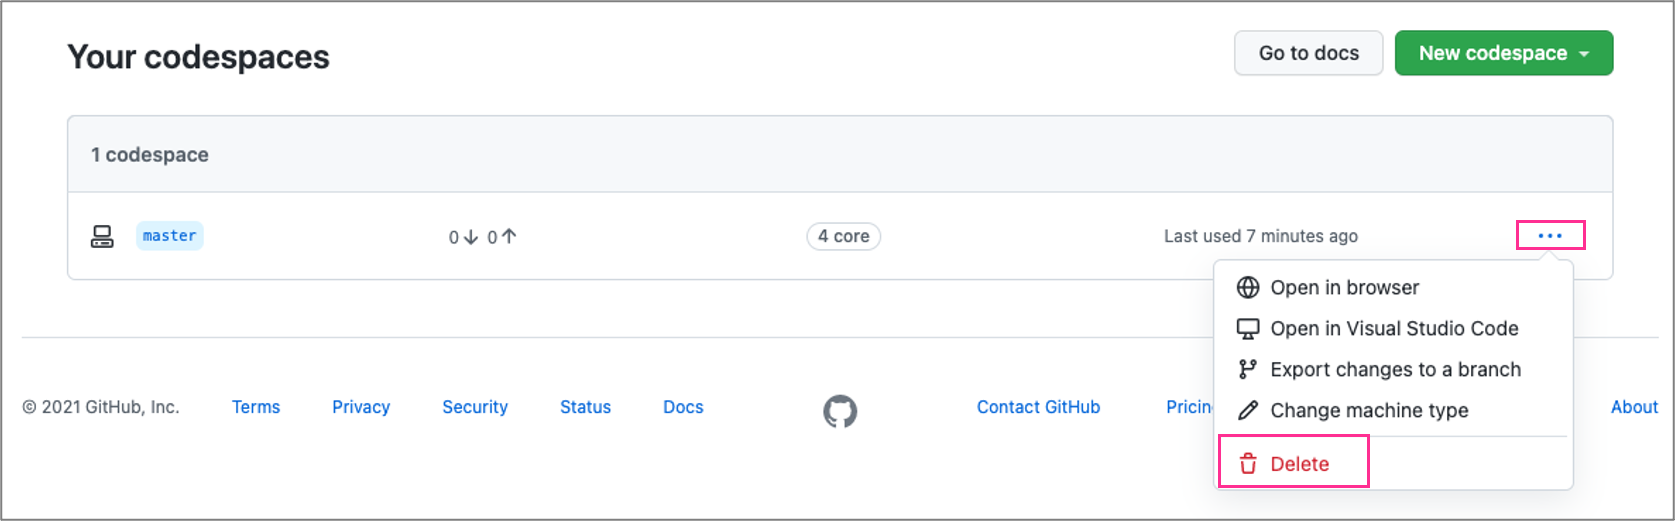 Your codespaces
Go to docs
New codespace
1 codespace
master
0 ↓ 0 ↑
4 core
Last used 7 minutes ago
...
Open in browser
Open in Visual Studio Code
Export changes to a branch
Change machine type
Delete
© 2021 GitHub, Inc. Terms Privacy Security Status Docs Contact GitHub Pricin About